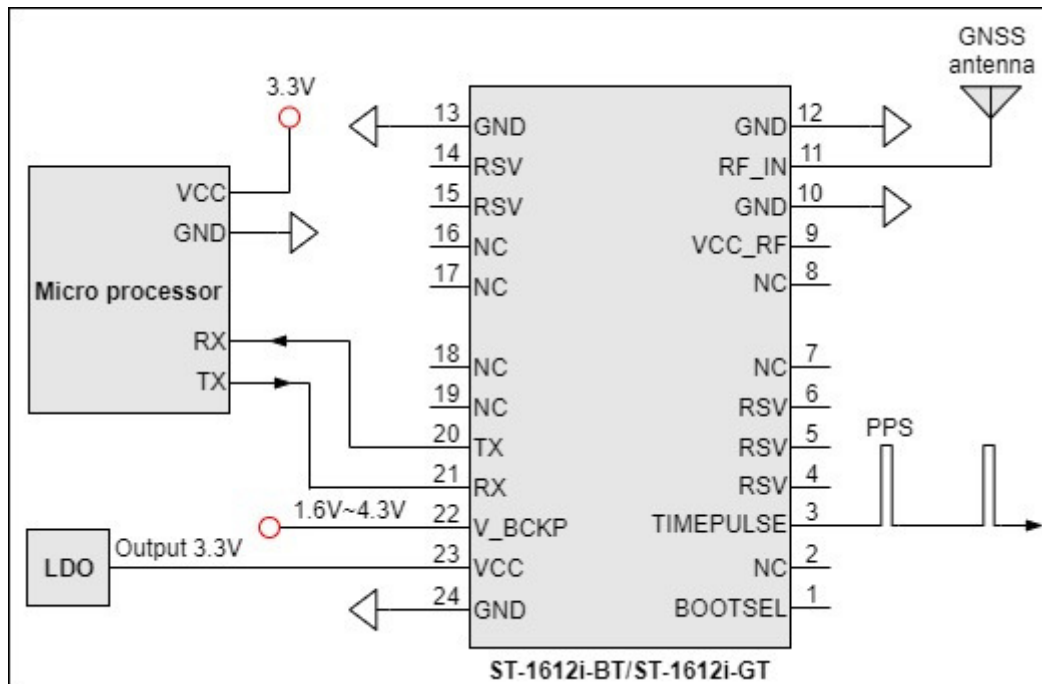 GNSS
antenna
3.3V
13 GND
GND 12
14 RSV
RF_IN 11
VCC
15 RSV
GND 10
GND
16 NC
VCC_RF 9
17 NC
NC 8
Micro processor
RX
18 NC
NC 7
TX
19 NC
RSV 6
20 TX
RSV 5
PPS
21 RX
RSV 4
1.6V~4.3V
22 V_BCKP
TIMEPULSE 3
LDO
Output 3.3V
23 VCC
NC 2
24 GND
BOOTSEL 1
ST-1612i-BT/ST-1612i-GT